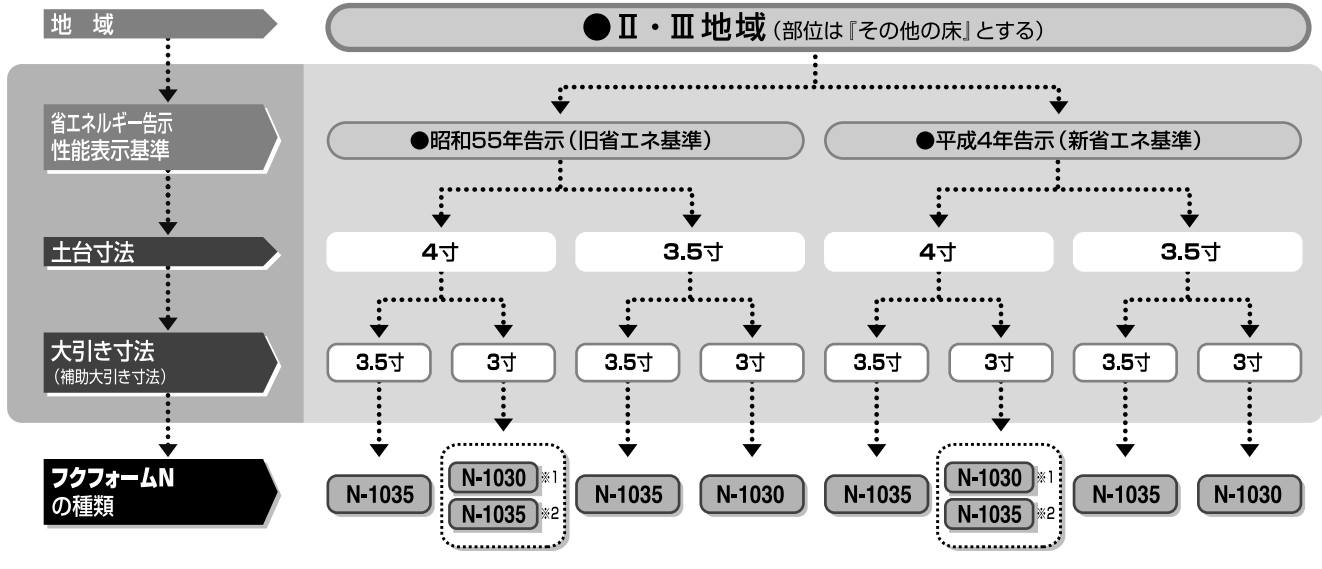 地　域
●Ⅱ・Ⅲ地域（部位は『その他の床』とする）
省エネルギー告示
性能表示基準
●昭和55年告示（旧省エネ基準）
●平成4年告示（新省エネ基準）
土台寸法
4寸
3.5寸
4寸
3.5寸
大引き寸法
（補助大引き寸法）
3.5寸
3寸
3.5寸
3寸
3.5寸
3寸
3.5寸
3寸
フクフォームN
の種類
N-1035
N-1030 ※1
N-1035 ※2
N-1035
N-1030
N-1035
N-1030 ※1
N-1035 ※2
N-1035
N-1030